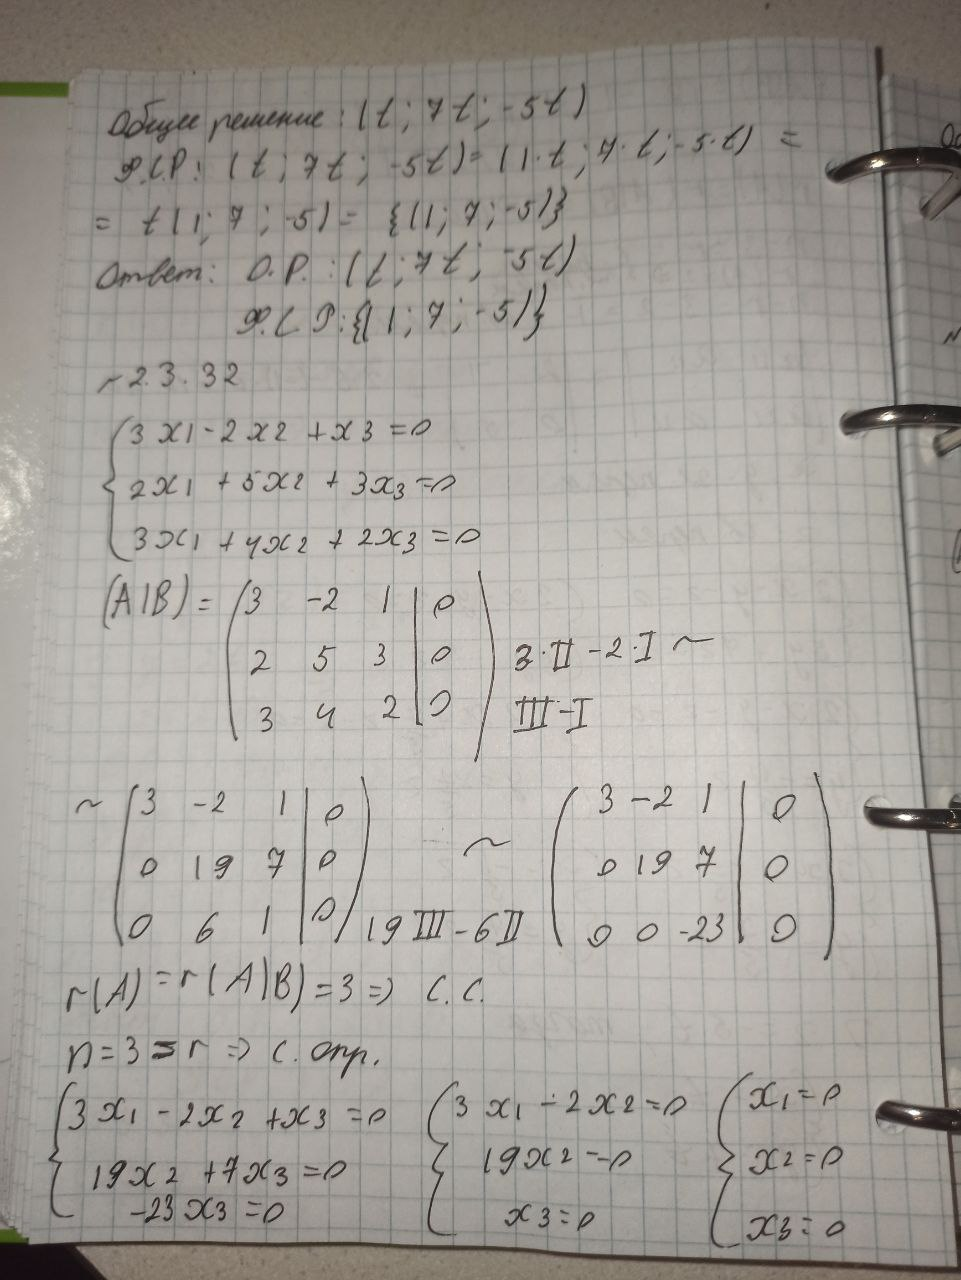 Общее решение: (t; 7t; -5t)
Ф.С.Р: (t; 7t; -5t) = (1·t; 7·t; -5·t) =
= t(1; 7; -5) = {(1; 7; -5)}
Ответ: О.Р.: (t; 7t; -5t)
Ф.С.Р: {(1; 7; -5)}
~2.3.32
{3x1 - 2x2 + x3 = 0
2x1 + 5x2 + 3x3 = 0
3x1 + 4x2 + 2x3 = 0
(A|B) = (3 -2 1 | 0
2 5 3 | 0) 3·II - 2·I ~
3 4 2 | 0 III - I
~ (3 -2 1 | 0) ~ (3 -2 1 | 0)
0 19 7 | 0 0 19 7 | 0
0 6 1 | 0 19III - 6II 0 0 -23 | 0
r(A) = r(A|B) = 3 => С.С.
n = 3 = r => С. опр.
{3x1 - 2x2 + x3 = 0 {3x1 - 2x2 = 0 {x1 = 0
19x2 + 7x3 = 0 19x2 = 0 x2 = 0
-23x3 = 0 x3 = 0 x3 = 0